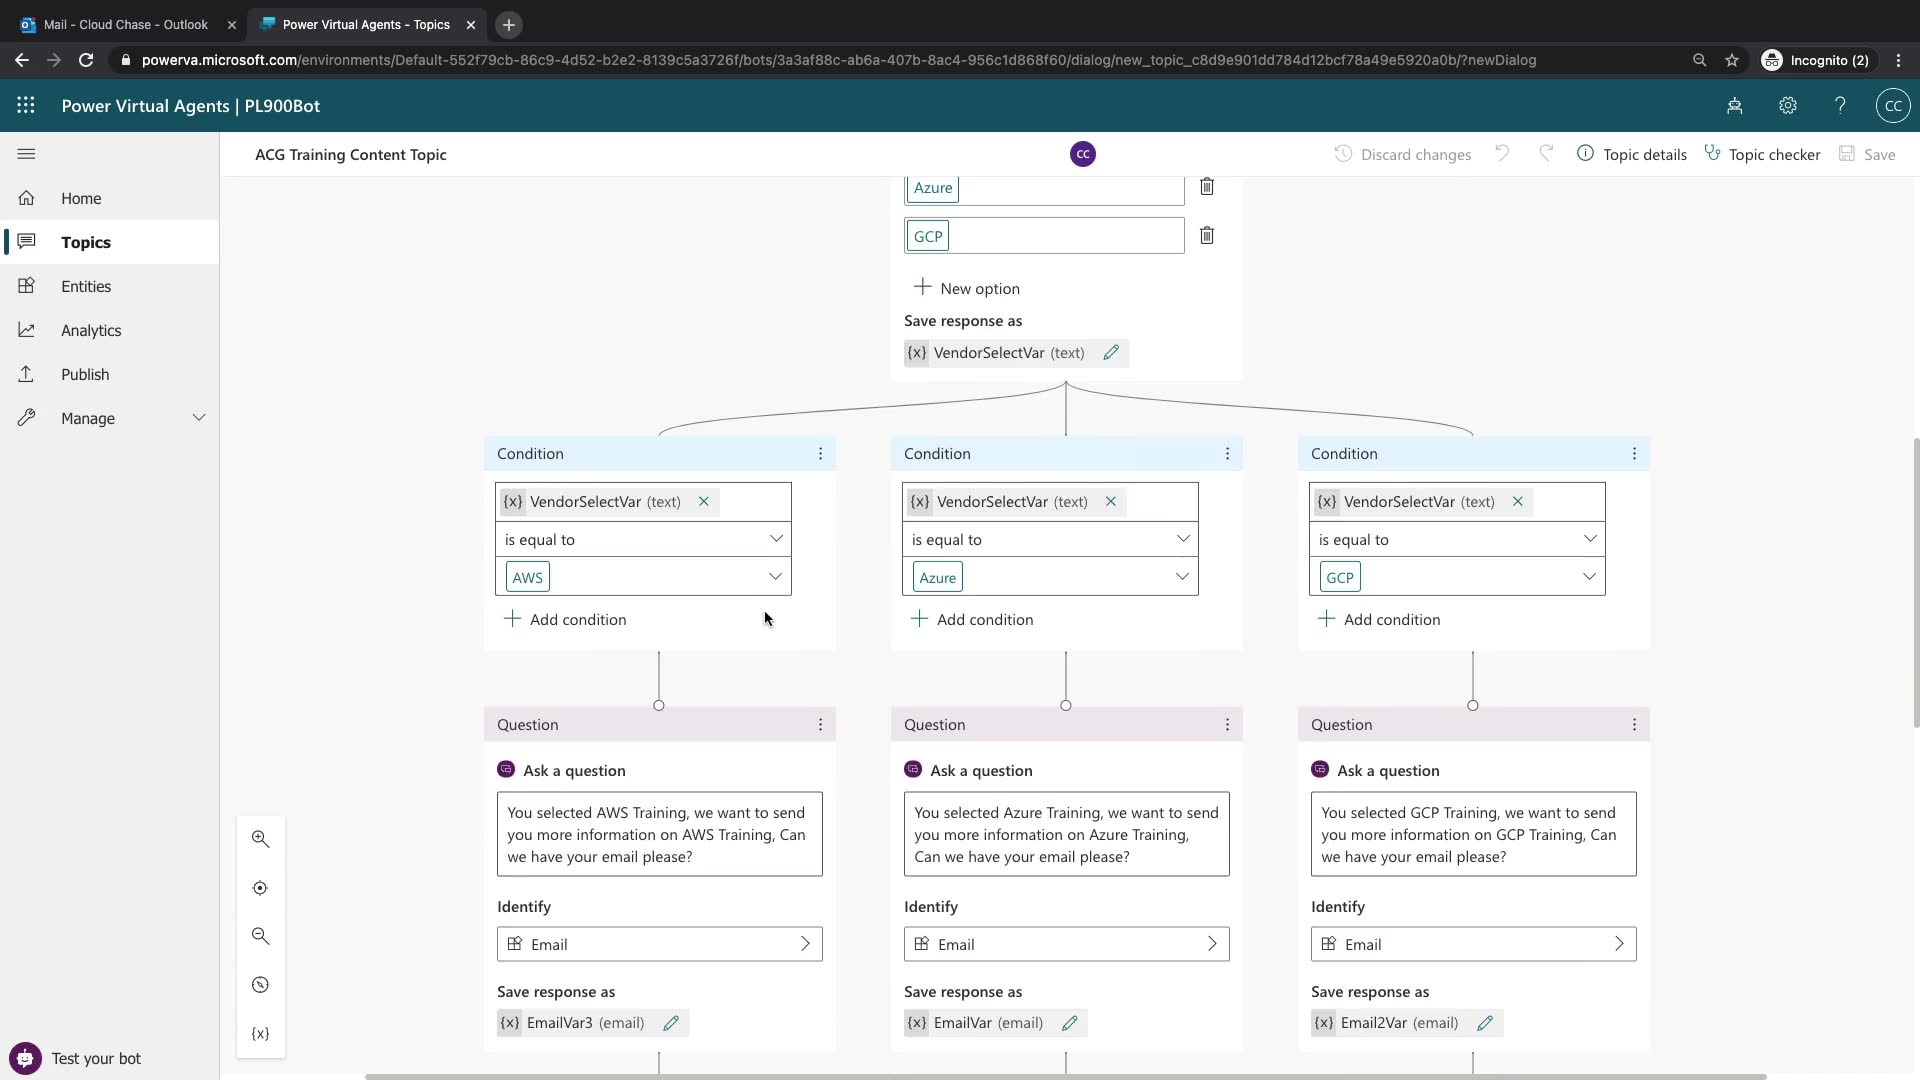 Mail - Cloud Chase - Outlook
Power Virtual Agents - Topics
powerva.microsoft.com/environments/Default-552f79cb-86c9-4d52-b2e2-8139c5a3726f/bots/3a3af88c-ab6a-407b-8ac4-956c1d868f60/dialog/new_topic_c8d9e901dd784d12bcf78a49e5920a0b/?newDialog
Incognito (2)
Power Virtual Agents | PL900Bot
CC
ACG Training Content Topic
CC
Discard changes
Topic details
Topic checker
Save
Home
Topics
Entities
Analytics
Publish
Manage
Azure
GCP
New option
Save response as
{x} VendorSelectVar (text)
Condition
{x} VendorSelectVar (text)
is equal to
AWS
Add condition
Condition
{x} VendorSelectVar (text)
is equal to
Azure
Add condition
Condition
{x} VendorSelectVar (text)
is equal to
GCP
Add condition
Question
Ask a question
You selected AWS Training, we want to send
you more information on AWS Training, Can
we have your email please?
Identify
Email
Save response as
{x} EmailVar3 (email)
Question
Ask a question
You selected Azure Training, we want to send
you more information on Azure Training,
Can we have your email please?
Identify
Email
Save response as
{x} EmailVar (email)
Question
Ask a question
You selected GCP Training, we want to send
you more information on GCP Training, Can
we have your email please?
Identify
Email
Save response as
{x} Email2Var (email)
{x}
Test your bot